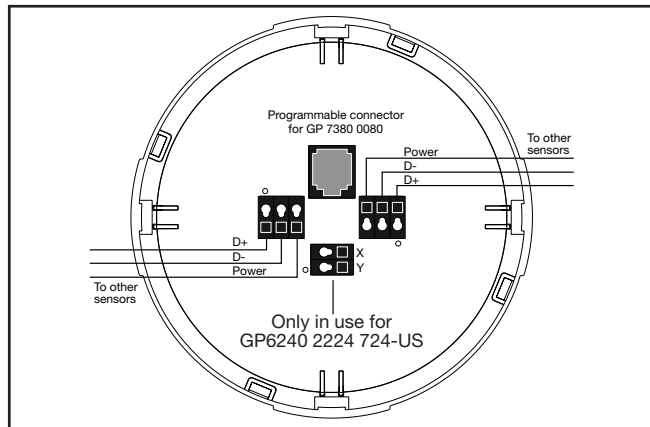 Programmable connector
for GP 7380 0080
To other
sensors
Power
D-
D+
D+
D-
Power
To other
sensors
X
Y
Only in use for
GP6240 2224 724-US